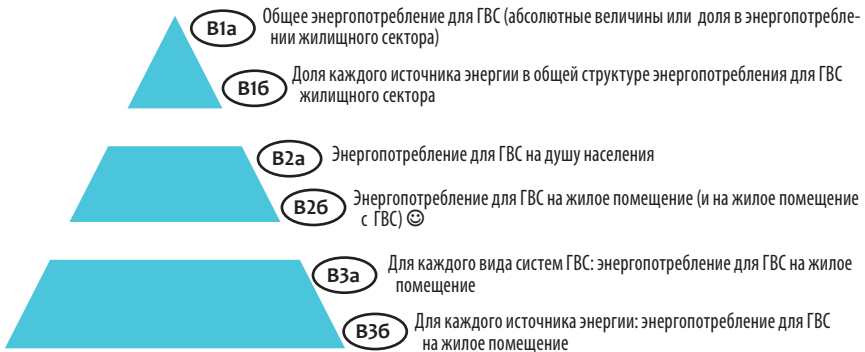 В1а Общее энергопотребление для ГВС (абсолютные величины или доля в энергопотребле-
нии жилищного сектора)
В1б Доля каждого источника энергии в общей структуре энергопотребления для ГВС
жилищного сектора
В2а Энергопотребление для ГВС на душу населения
В2б Энергопотребление для ГВС на жилое помещение (и на жилое помещение
с ГВС) ☺
В3а Для каждого вида систем ГВС: энергопотребление для ГВС на жилое
помещение
В3б Для каждого источника энергии: энергопотребление для ГВС
на жилое помещение